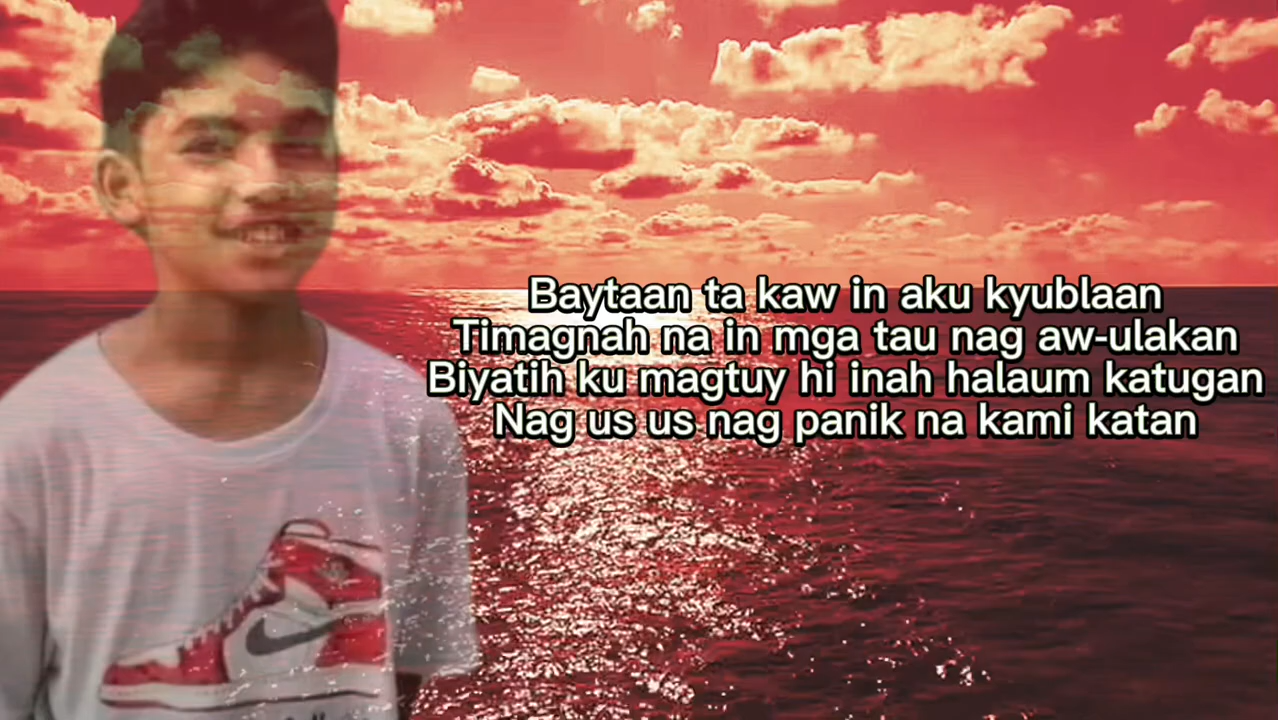 Baytaan ta kaw in aku kyublaan
Timagnah na in mga tau nag aw-ulakan
Biyatih ku magtuy hi inah halaum katugan
Nag us us nag panik na kami katan